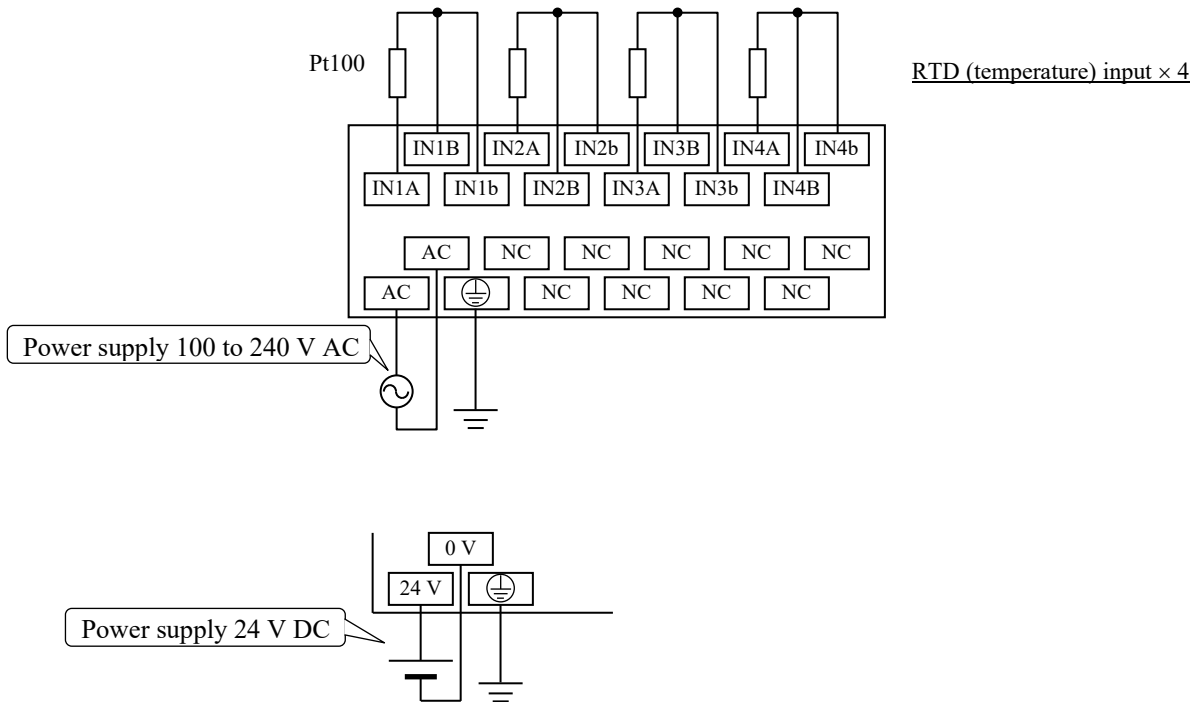 Pt100
RTD (temperature) input × 4
IN1B IN2A IN2b IN3B IN4A IN4b
IN1A IN1b IN2B IN3A IN3b IN4B
AC NC NC NC NC NC
AC NC NC NC NC
Power supply 100 to 240 V AC
0 V
24 V
Power supply 24 V DC